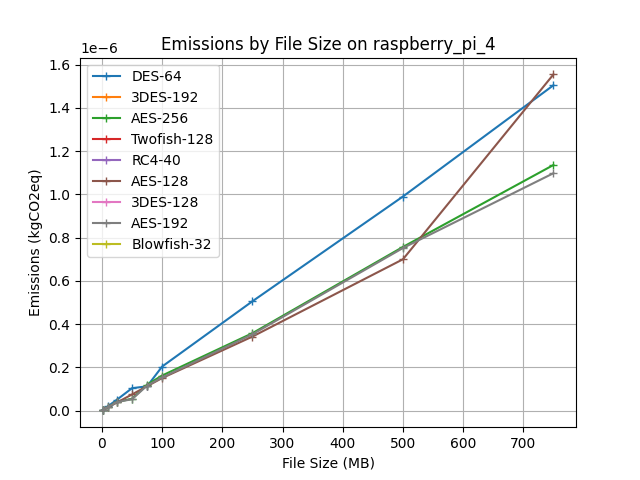 Emissions by File Size on raspberry_pi_4
1e−6
1.6
1.4
1.2
1.0
0.8
0.6
0.4
0.2
0.0
Emissions (kgCO2eq)
DES-64
3DES-192
AES-256
Twofish-128
RC4-40
AES-128
3DES-128
AES-192
Blowfish-32
0 100 200 300 400 500 600 700
File Size (MB)